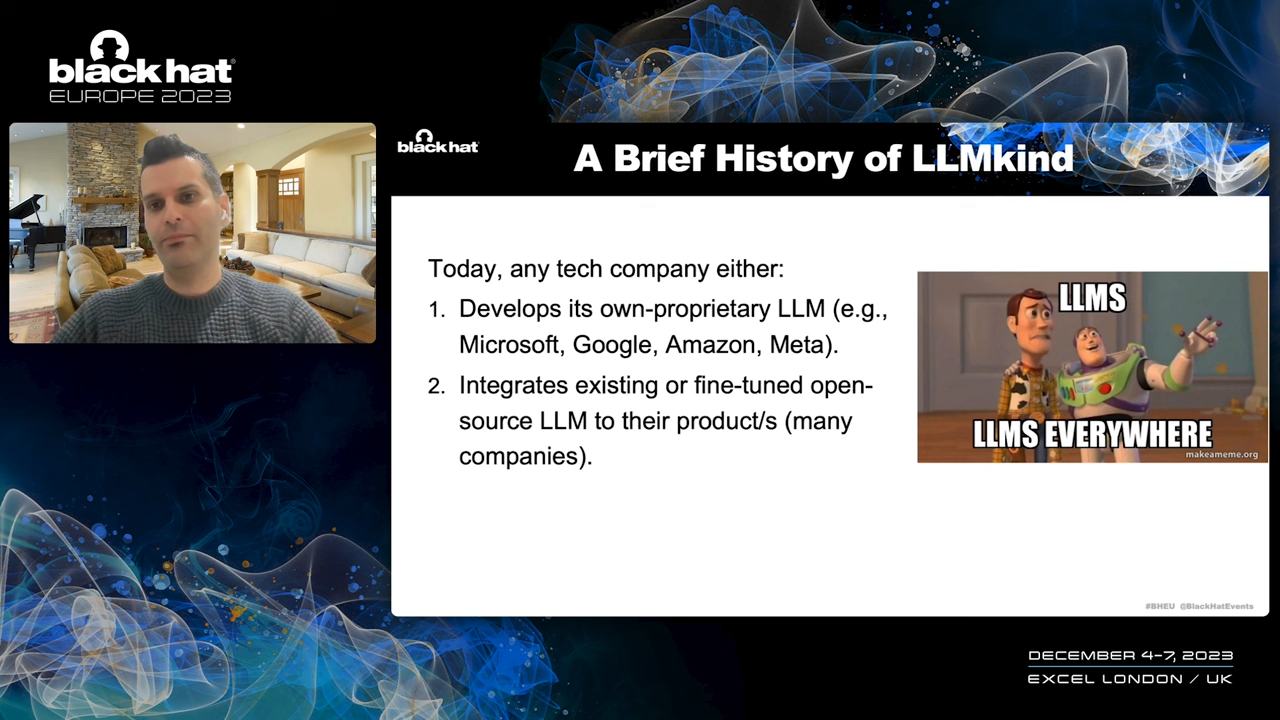 black hat
EUROPE 2023
black hat
A Brief History of LLMkind
Today, any tech company either:
1. Develops its own-proprietary LLM (e.g.,
Microsoft, Google, Amazon, Meta).
2. Integrates existing or fine-tuned open-
source LLM to their product/s (many
companies).
LLMS
LLMS EVERYWHERE
makeameme.org
#BHEU @BlackHatEvents
DECEMBER 4-7, 2023
EXCEL LONDON / UK